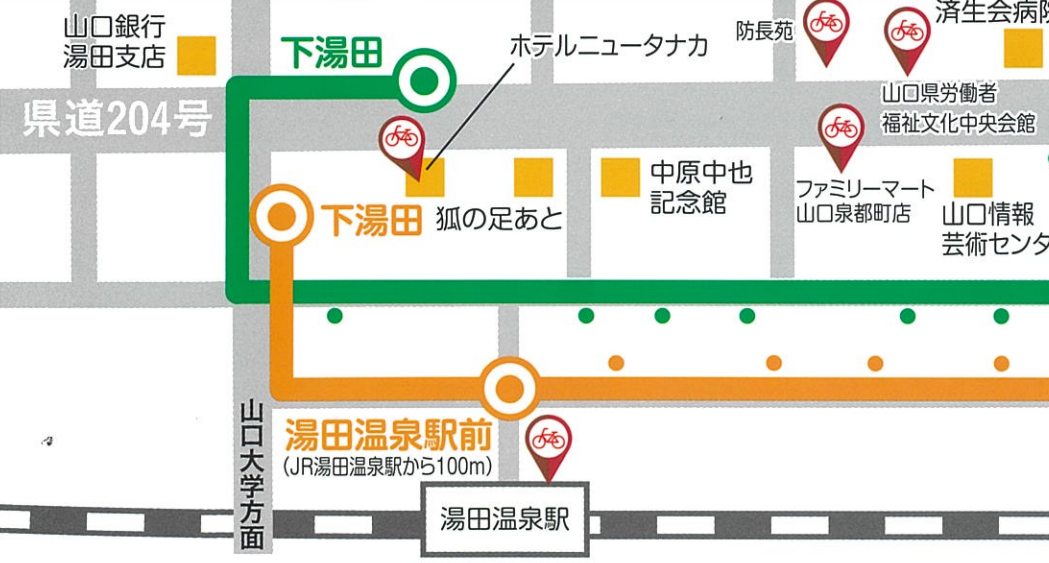 山口銀行
湯田支店
下湯田
ホテルニュータナカ
防長苑
済生会病院
県道204号
山口県労働者
福祉文化中央会館
下湯田
狐の足あと
中原中也
記念館
ファミリーマート
山口泉都町店
山口情報
芸術センタ
湯田温泉駅前
(JR湯田温泉駅から100m)
山口大学方面
湯田温泉駅